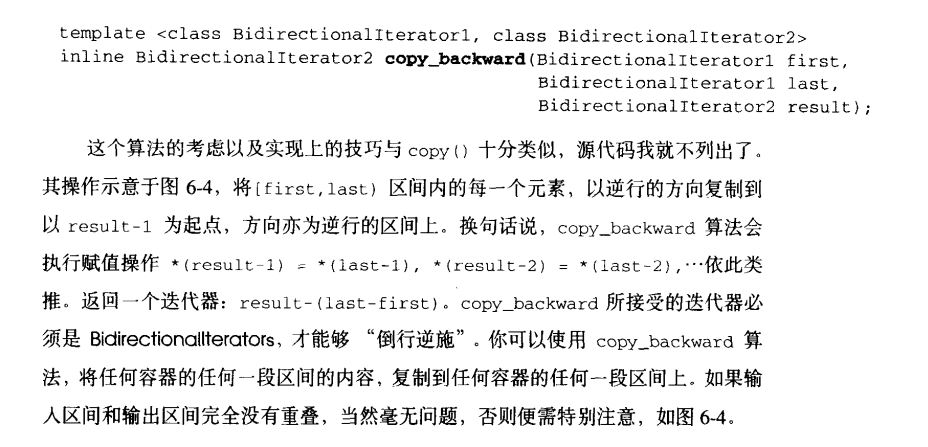 template <class BidirectionalIterator1, class BidirectionalIterator2>
inline BidirectionalIterator2 copy_backward(BidirectionalIterator1 first,
BidirectionalIterator1 last,
BidirectionalIterator2 result);
这个算法的考虑以及实现上的技巧与 copy() 十分类似，源代码我就不列出了。
其操作示意于图 6-4，将[first,last) 区间内的每一个元素，以逆行的方向复制到
以 result-1 为起点，方向亦为逆行的区间上。换句话说，copy_backward 算法会
执行赋值操作 *(result-1) = *(last-1), *(result-2) = *(last-2),…依此类
推。返回一个迭代器：result-(last-first)。copy_backward 所接受的迭代器必
须是 BidirectionalIterators，才能够 “倒行逆施”。你可以使用 copy_backward 算
法，将任何容器的任何一段区间的内容，复制到任何容器的任何一段区间上。如果输
入区间和输出区间完全没有重叠，当然毫无问题，否则便需特别注意，如图 6-4。